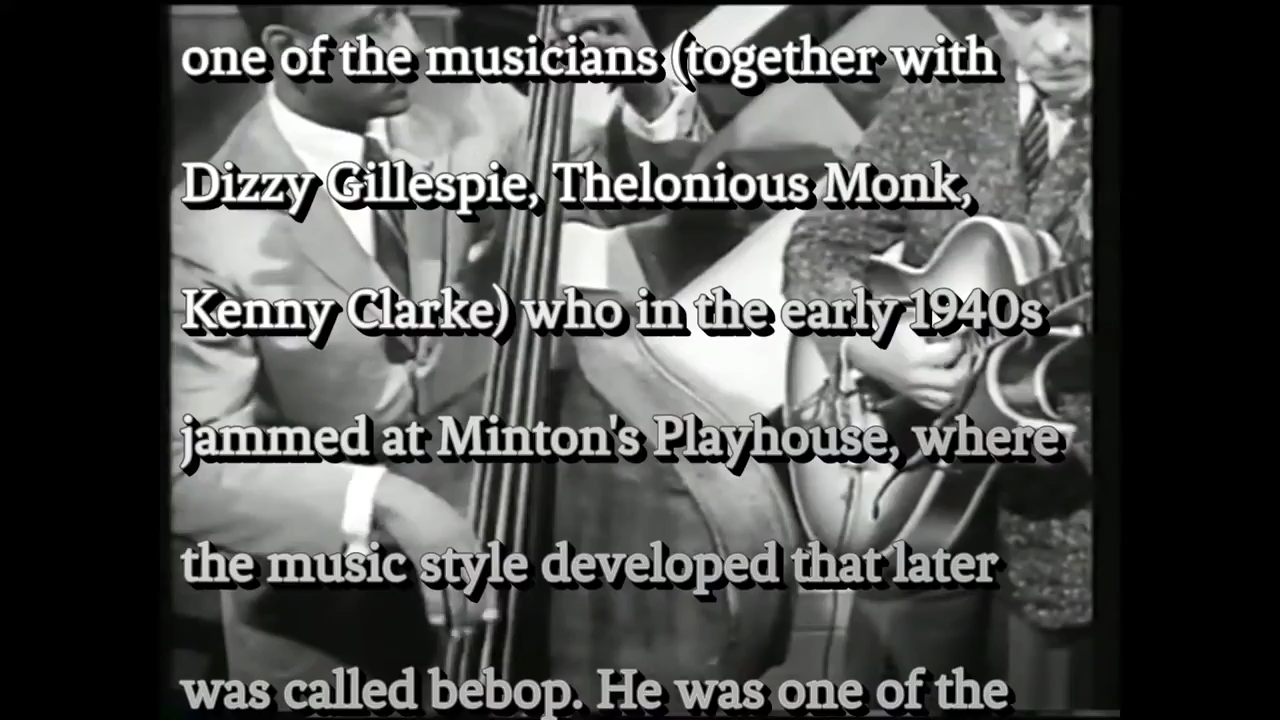 one of the musicians (together with
Dizzy Gillespie, Thelonious Monk,
Kenny Clarke) who in the early 1940s
jammed at Minton's Playhouse, where
the music style developed that later
was called bebop. He was one of the